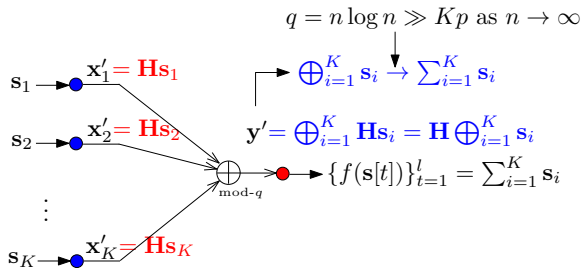 q = n log n ≫ Kp as n → ∞
⊕_{i=1}^{K} s_i → ∑_{i=1}^{K} s_i
s_1 x′_1 = Hs_1
s_2 x′_2 = Hs_2
y′ = ⊕_{i=1}^{K} Hs_i = H ⊕_{i=1}^{K} s_i
{f(s[t])}_{t=1}^{l} = ∑_{i=1}^{K} s_i
mod-q
⋮
s_K x′_K = Hs_K